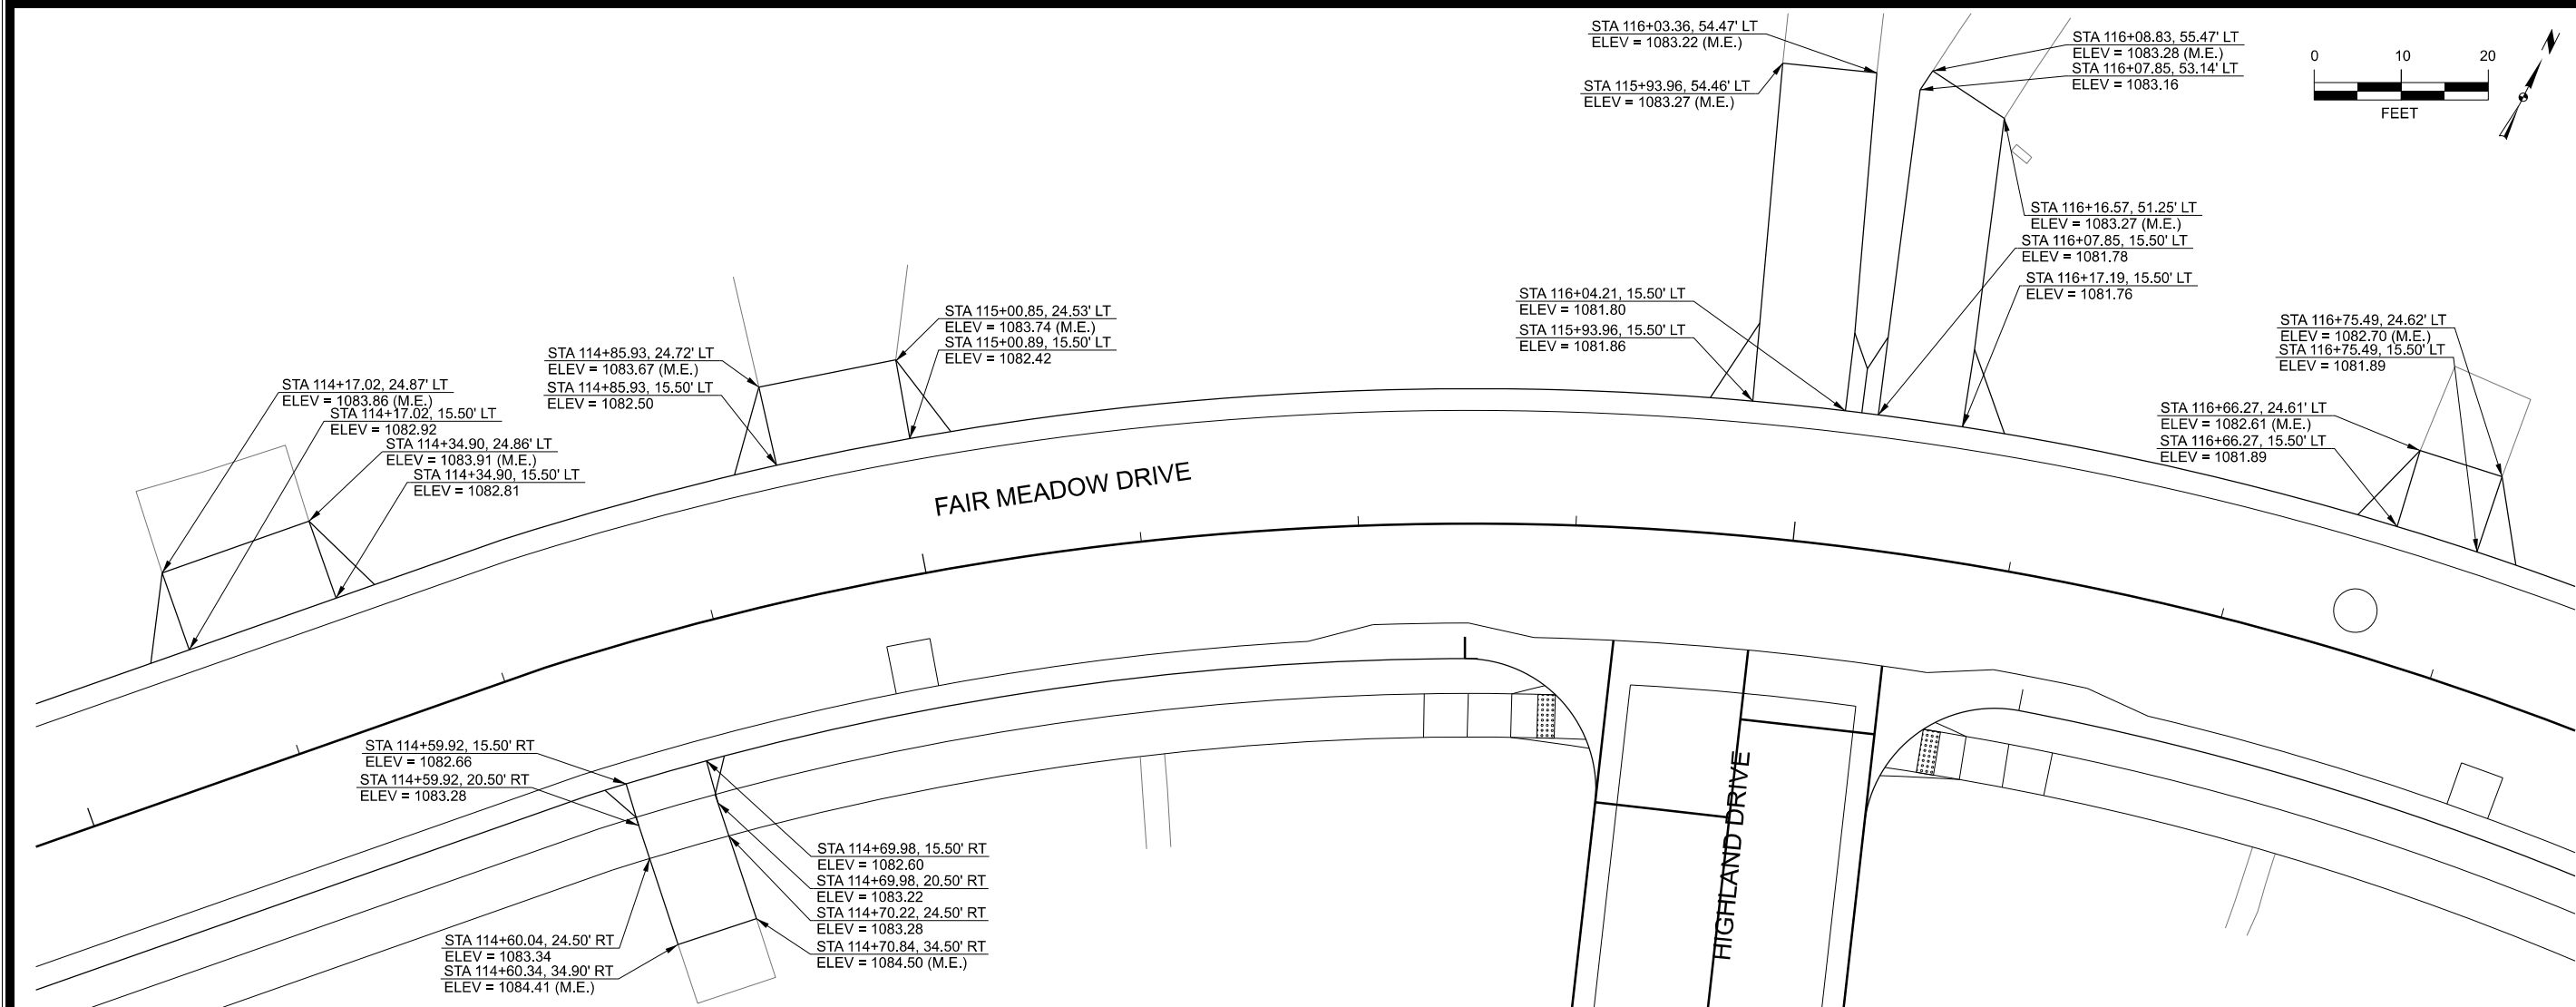 STA 116+03.36, 54.47' LT
ELEV = 1083.22 (M.E.)
STA 115+93.96, 54.46' LT
ELEV = 1083.27 (M.E.)
STA 116+08.83, 55.47' LT
ELEV = 1083.28 (M.E.)
STA 116+07.85, 53.14' LT
ELEV = 1083.16
0 10 20
FEET
STA 116+16.57, 51.25' LT
ELEV = 1083.27 (M.E.)
STA 116+07.85, 15.50' LT
ELEV = 1081.78
STA 116+17.19, 15.50' LT
ELEV = 1081.76
STA 116+04.21, 15.50' LT
ELEV = 1081.80
STA 115+93.96, 15.50' LT
ELEV = 1081.86
STA 115+00.85, 24.53' LT
ELEV = 1083.74 (M.E.)
STA 115+00.89, 15.50' LT
ELEV = 1082.42
STA 114+85.93, 24.72' LT
ELEV = 1083.67 (M.E.)
STA 114+85.93, 15.50' LT
ELEV = 1082.50
STA 114+17.02, 24.87' LT
ELEV = 1083.86 (M.E.)
STA 114+17.02, 15.50' LT
ELEV = 1082.92
STA 114+34.90, 24.86' LT
ELEV = 1083.91 (M.E.)
STA 114+34.90, 15.50' LT
ELEV = 1082.81
STA 116+75.49, 24.62' LT
ELEV = 1082.70 (M.E.)
STA 116+75.49, 15.50' LT
ELEV = 1081.89
STA 116+66.27, 24.61' LT
ELEV = 1082.61 (M.E.)
STA 116+66.27, 15.50' LT
ELEV = 1081.89
FAIR MEADOW DRIVE
STA 114+59.92, 15.50' RT
ELEV = 1082.66
STA 114+59.92, 20.50' RT
ELEV = 1083.28
STA 114+69.98, 15.50' RT
ELEV = 1082.60
STA 114+69.98, 20.50' RT
ELEV = 1083.22
STA 114+70.22, 24.50' RT
ELEV = 1083.28
STA 114+70.84, 34.50' RT
ELEV = 1084.50 (M.E.)
STA 114+60.04, 24.50' RT
ELEV = 1083.34
STA 114+60.34, 34.90' RT
ELEV = 1084.41 (M.E.)
HIGHLAND DRIVE